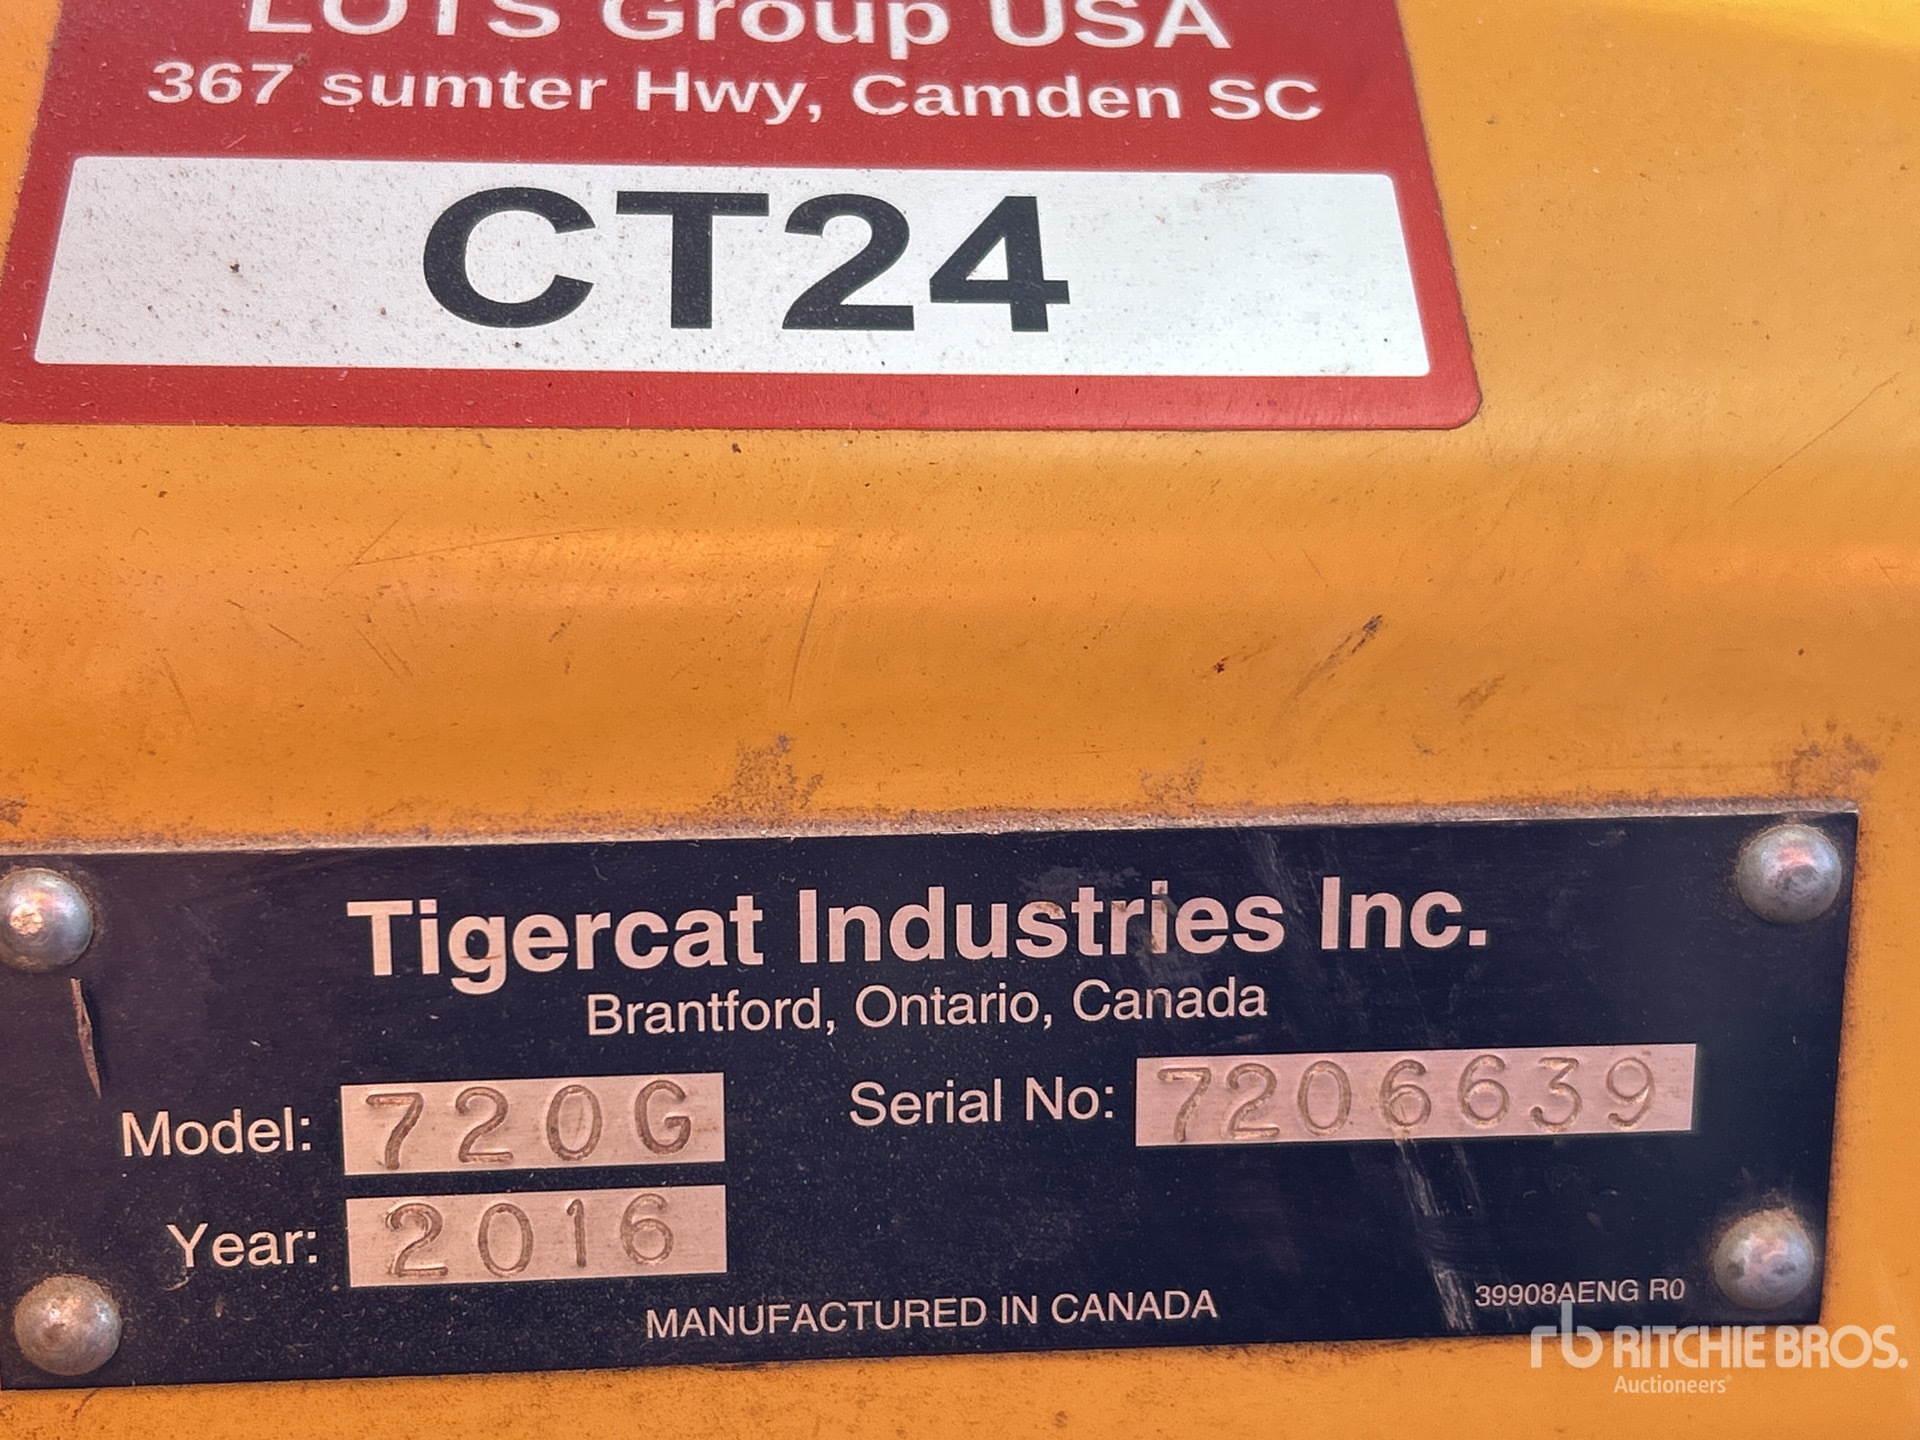 LOTS Group USA
367 sumter Hwy, Camden SC
CT24
Tigercat Industries Inc.
Brantford, Ontario, Canada
Model: 720G Serial No: 7206639
Year: 2016
MANUFACTURED IN CANADA 39908AENG R0
rb RITCHIE BROS.
Auctioneers